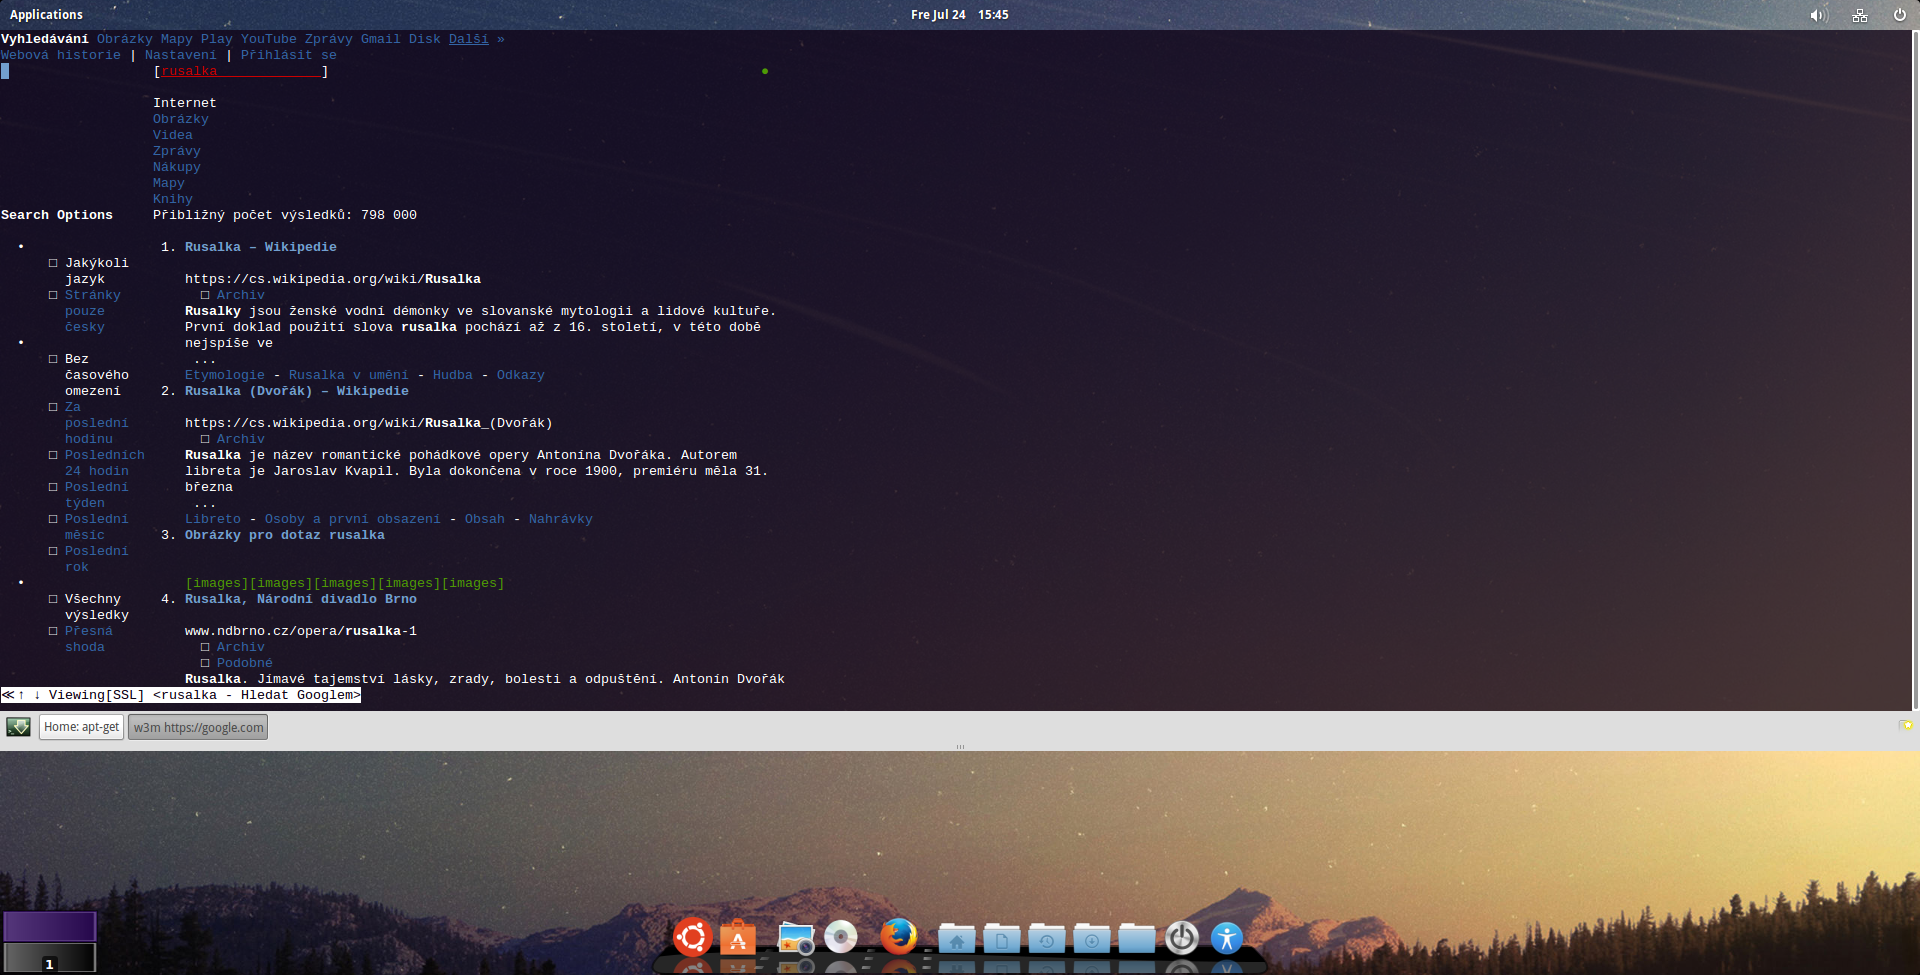 Applications
Fre Jul 24 15:45
Vyhledávání Obrázky Mapy Play YouTube Zprávy Gmail Disk Další »
Webová historie | Nastavení | Přihlásit se
[rusalka____________]
Internet
Obrázky
Videa
Zprávy
Nákupy
Mapy
Knihy
Search Options Přibližný počet výsledků: 798 000
• 1. Rusalka – Wikipedie
□ Jakýkoli
jazyk https://cs.wikipedia.org/wiki/Rusalka
□ Stránky □ Archiv
pouze Rusalky jsou ženské vodní démonky ve slovanské mytologii a lidové kultuře.
česky První doklad použití slova rusalka pochází až z 16. století, v této době
• nejspíše ve
□ Bez ...
časového Etymologie - Rusalka v umění - Hudba - Odkazy
omezení 2. Rusalka (Dvořák) – Wikipedie
□ Za
poslední https://cs.wikipedia.org/wiki/Rusalka_(Dvořák)
hodinu □ Archiv
□ Posledních Rusalka je název romantické pohádkové opery Antonína Dvořáka. Autorem
24 hodin libreta je Jaroslav Kvapil. Byla dokončena v roce 1900, premiéru měla 31.
□ Poslední března
týden ...
□ Poslední Libreto - Osoby a první obsazení - Obsah - Nahrávky
měsíc 3. Obrázky pro dotaz rusalka
□ Poslední
rok
• [images][images][images][images][images]
□ Všechny 4. Rusalka, Národní divadlo Brno
výsledky
□ Přesná www.ndbrno.cz/opera/rusalka-1
shoda □ Archiv
□ Podobné
Rusalka. Jímavé tajemství lásky, zrady, bolesti a odpuštění. Antonín Dvořák
≪↑ ↓ Viewing[SSL] <rusalka - Hledat Googlem>
Home: apt-get w3m https://google.com
1